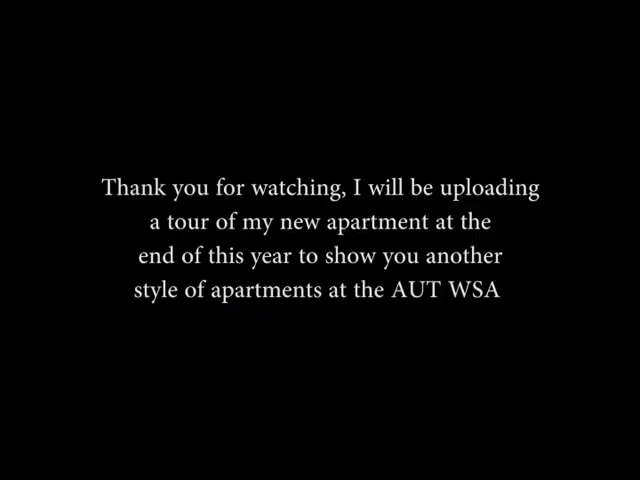 Thank you for watching, I will be uploading
a tour of my new apartment at the
end of this year to show you another
style of apartments at the AUT WSA